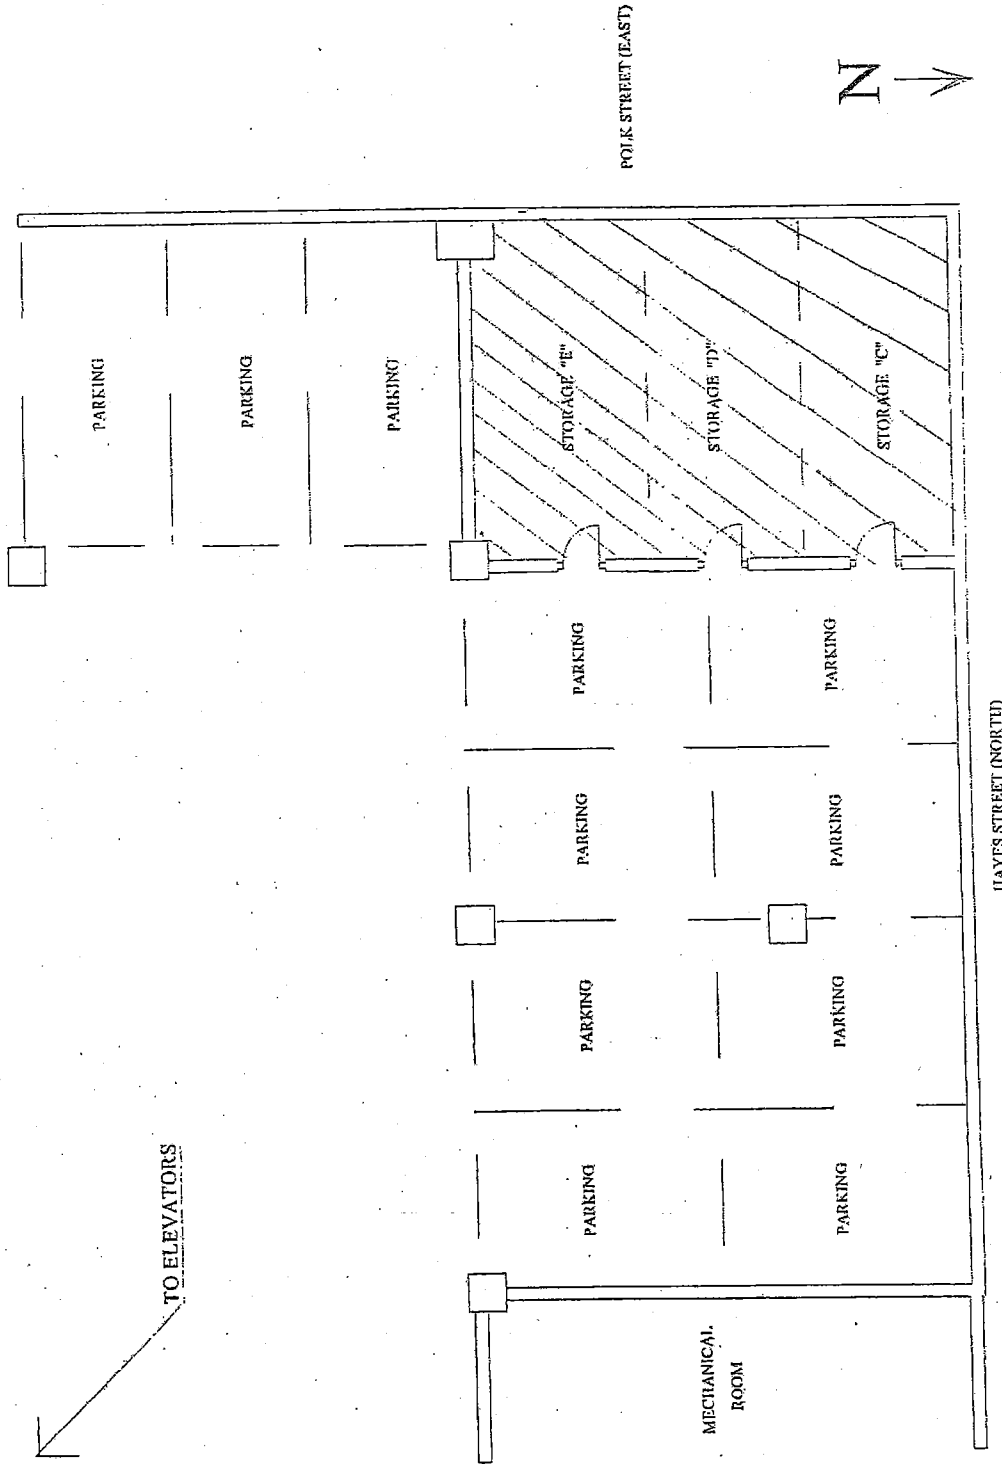 POLK STREET (EAST)
N
PARKING
PARKING
PARKING
STORAGE "E"
STORAGE "D"
STORAGE "C"
PARKING
PARKING
PARKING
PARKING
PARKING
PARKING
PARKING
PARKING
HAYES STREET (NORTH)
TO ELEVATORS
MECHANICAL
ROOM